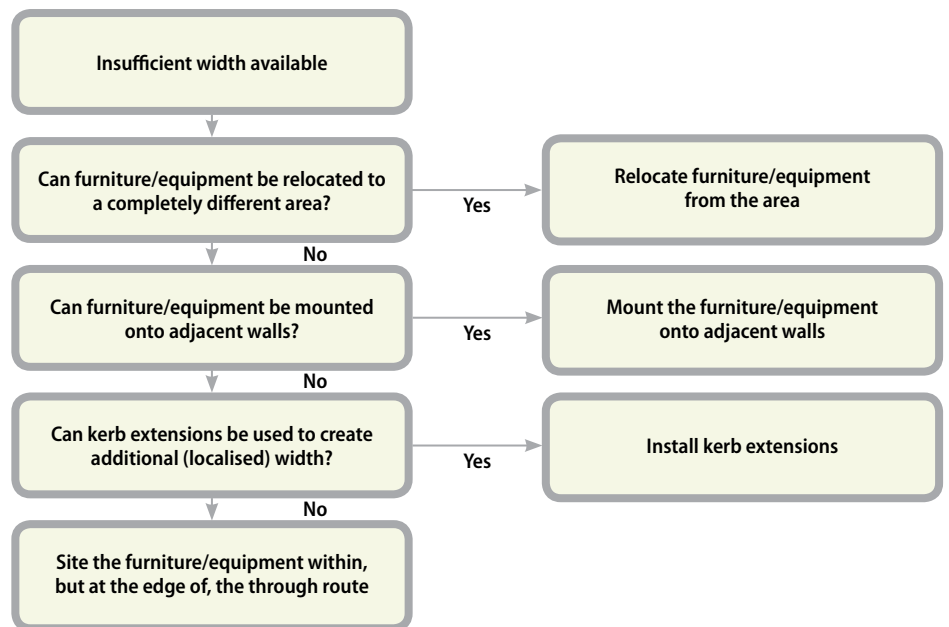 Insufficient width available
Can furniture/equipment be relocated to
a completely different area?
Yes
Relocate furniture/equipment
from the area
No
Can furniture/equipment be mounted
onto adjacent walls?
Yes
Mount the furniture/equipment
onto adjacent walls
No
Can kerb extensions be used to create
additional (localised) width?
Yes
Install kerb extensions
No
Site the furniture/equipment within,
but at the edge of, the through route